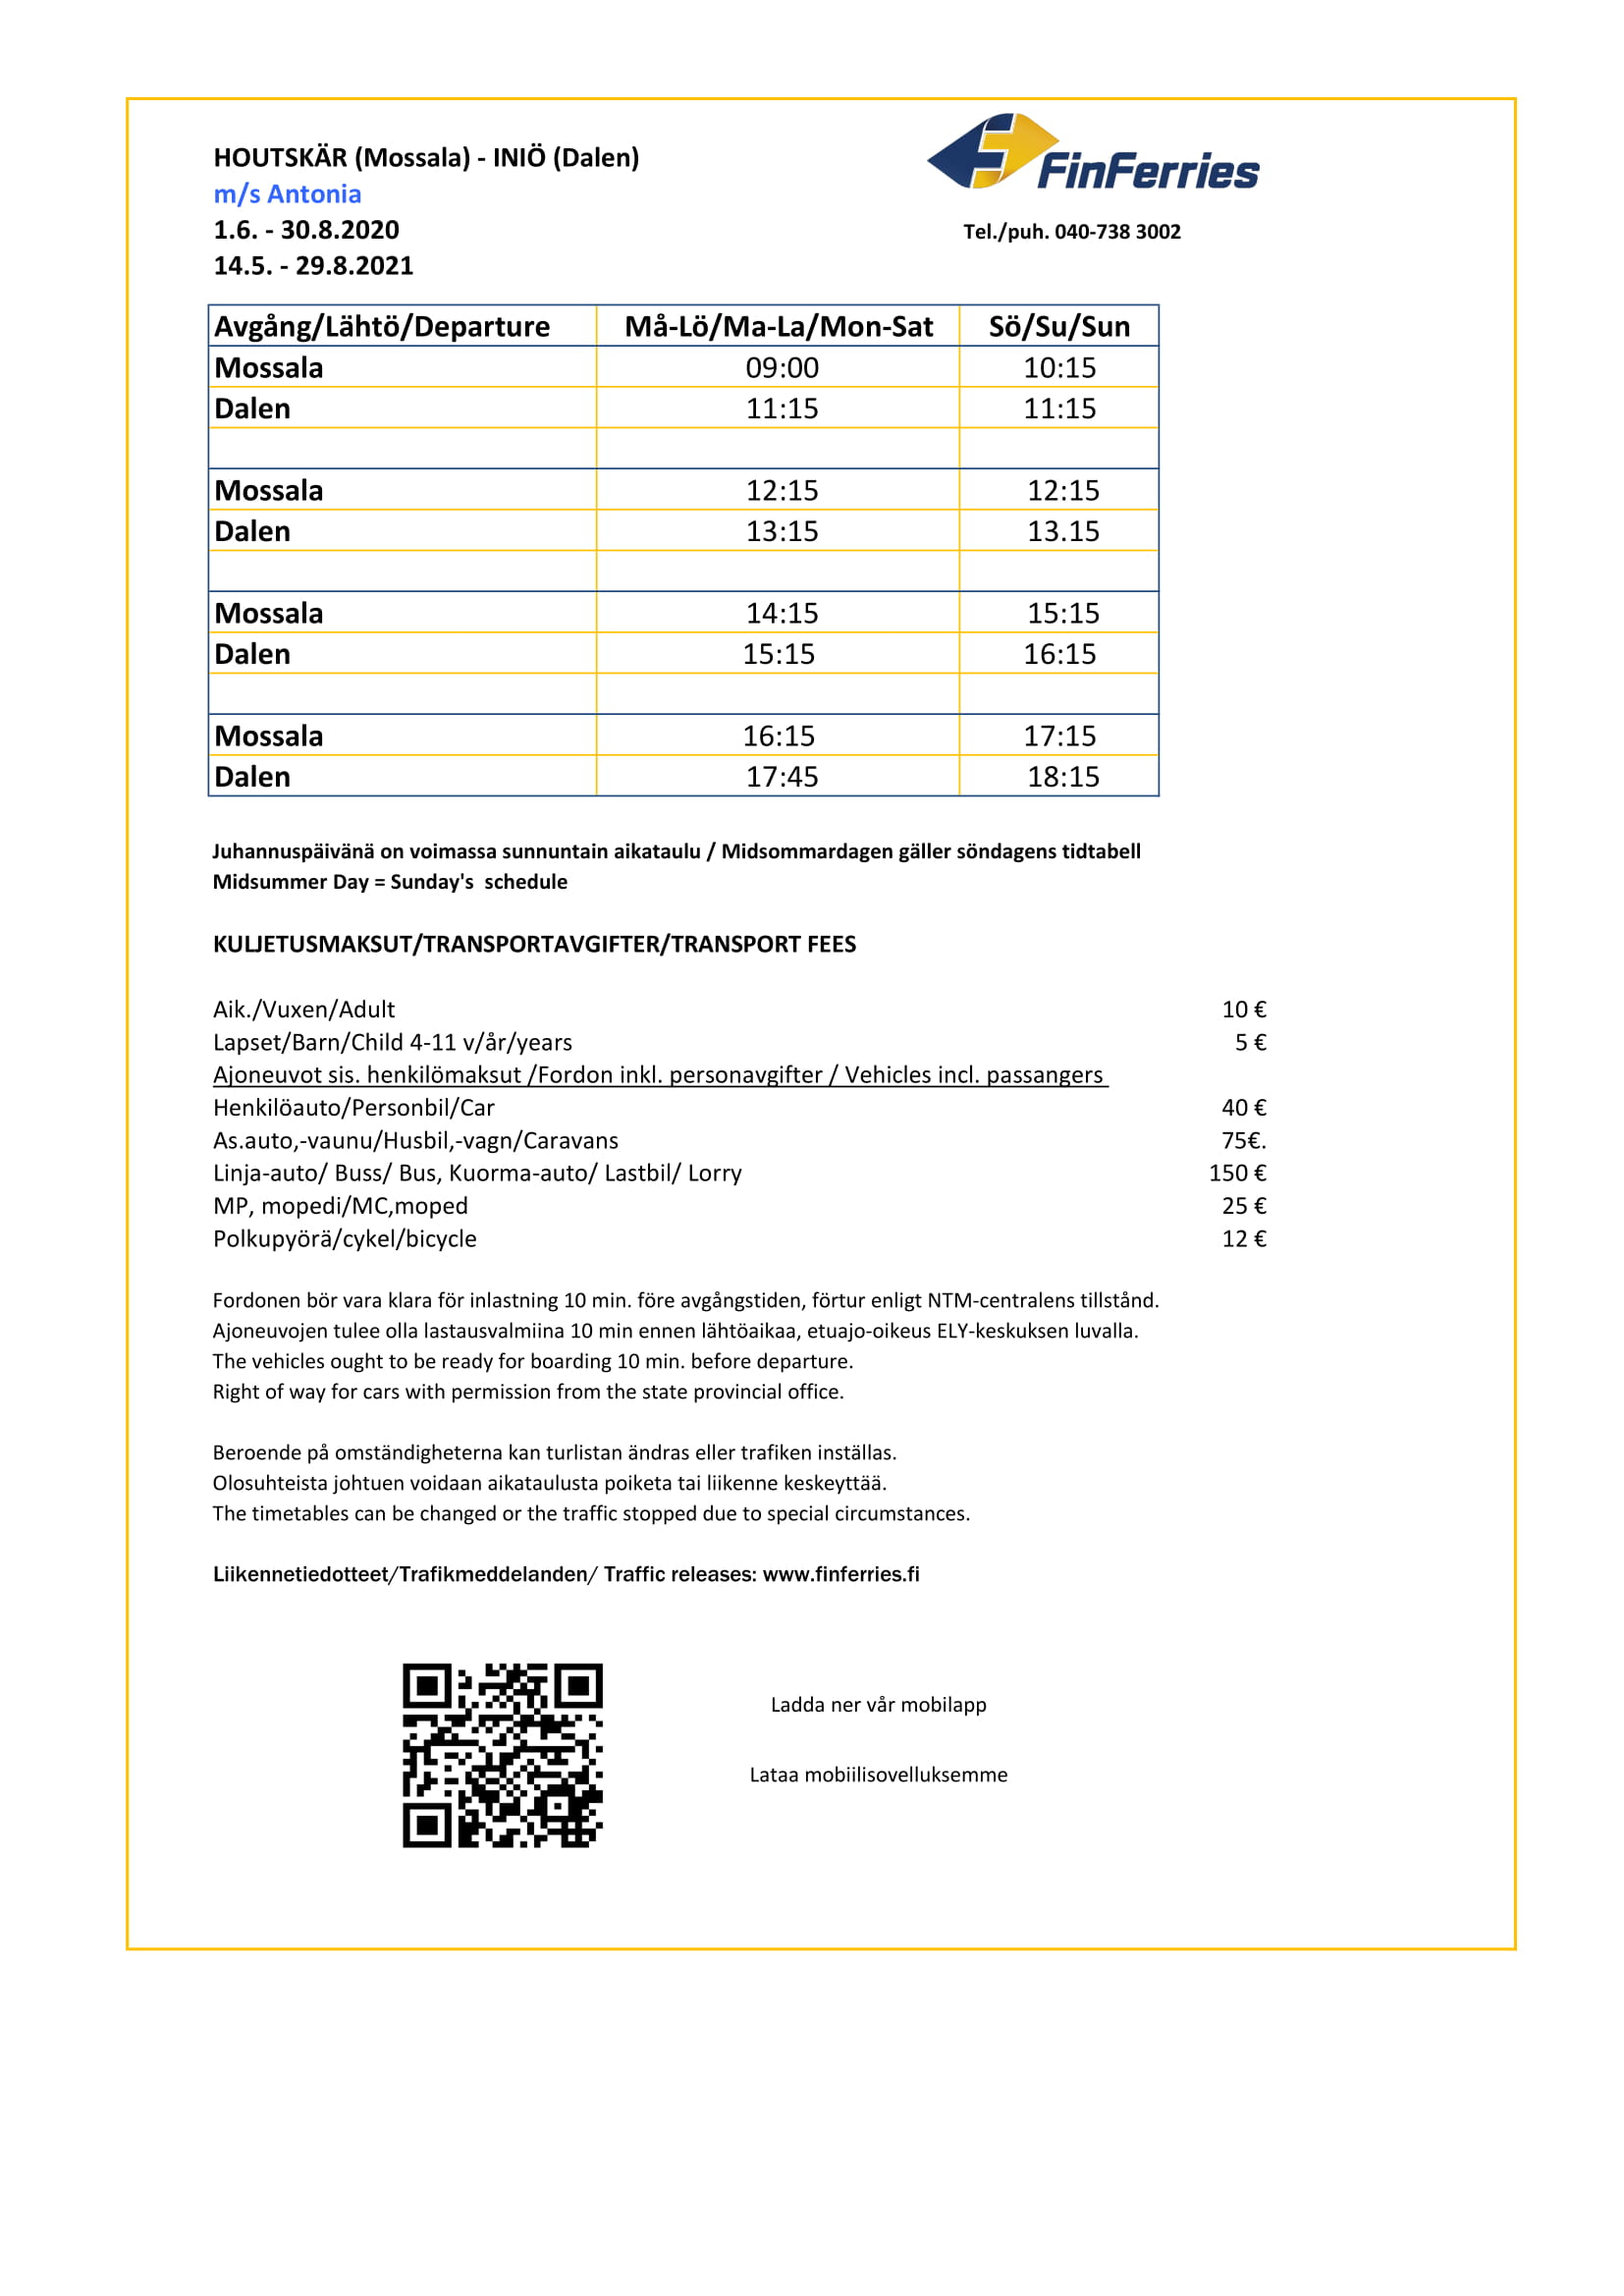 HOUTSKÄR (Mossala) - INIÖ (Dalen)
m/s Antonia
1.6. - 30.8.2020
14.5. - 29.8.2021
FinFerries
Tel./puh. 040-738 3002
Avgång/Lähtö/Departure Må-Lö/Ma-La/Mon-Sat Sö/Su/Sun
Mossala 09:00 10:15
Dalen 11:15 11:15
Mossala 12:15 12:15
Dalen 13:15 13.15
Mossala 14:15 15:15
Dalen 15:15 16:15
Mossala 16:15 17:15
Dalen 17:45 18:15
Juhannuspäivänä on voimassa sunnuntain aikataulu / Midsommardagen gäller söndagens tidtabell
Midsummer Day = Sunday's schedule
KULJETUSMAKSUT/TRANSPORTAVGIFTER/TRANSPORT FEES
Aik./Vuxen/Adult 10 €
Lapset/Barn/Child 4-11 v/år/years 5 €
Ajoneuvot sis. henkilömaksut /Fordon inkl. personavgifter / Vehicles incl. passangers
Henkilöauto/Personbil/Car 40 €
As.auto,-vaunu/Husbil,-vagn/Caravans 75€.
Linja-auto/ Buss/ Bus, Kuorma-auto/ Lastbil/ Lorry 150 €
MP, mopedi/MC,moped 25 €
Polkupyörä/cykel/bicycle 12 €
Fordonen bör vara klara för inlastning 10 min. före avgångstiden, förtur enligt NTM-centralens tillstånd.
Ajoneuvojen tulee olla lastausvalmiina 10 min ennen lähtöaikaa, etuajo-oikeus ELY-keskuksen luvalla.
The vehicles ought to be ready for boarding 10 min. before departure.
Right of way for cars with permission from the state provincial office.
Beroende på omständigheterna kan turlistan ändras eller trafiken inställas.
Olosuhteista johtuen voidaan aikataulusta poiketa tai liikenne keskeyttää.
The timetables can be changed or the traffic stopped due to special circumstances.
Liikennetiedotteet/Trafikmeddelanden/ Traffic releases: www.finferries.fi
Ladda ner vår mobilapp
Lataa mobiilisovelluksemme